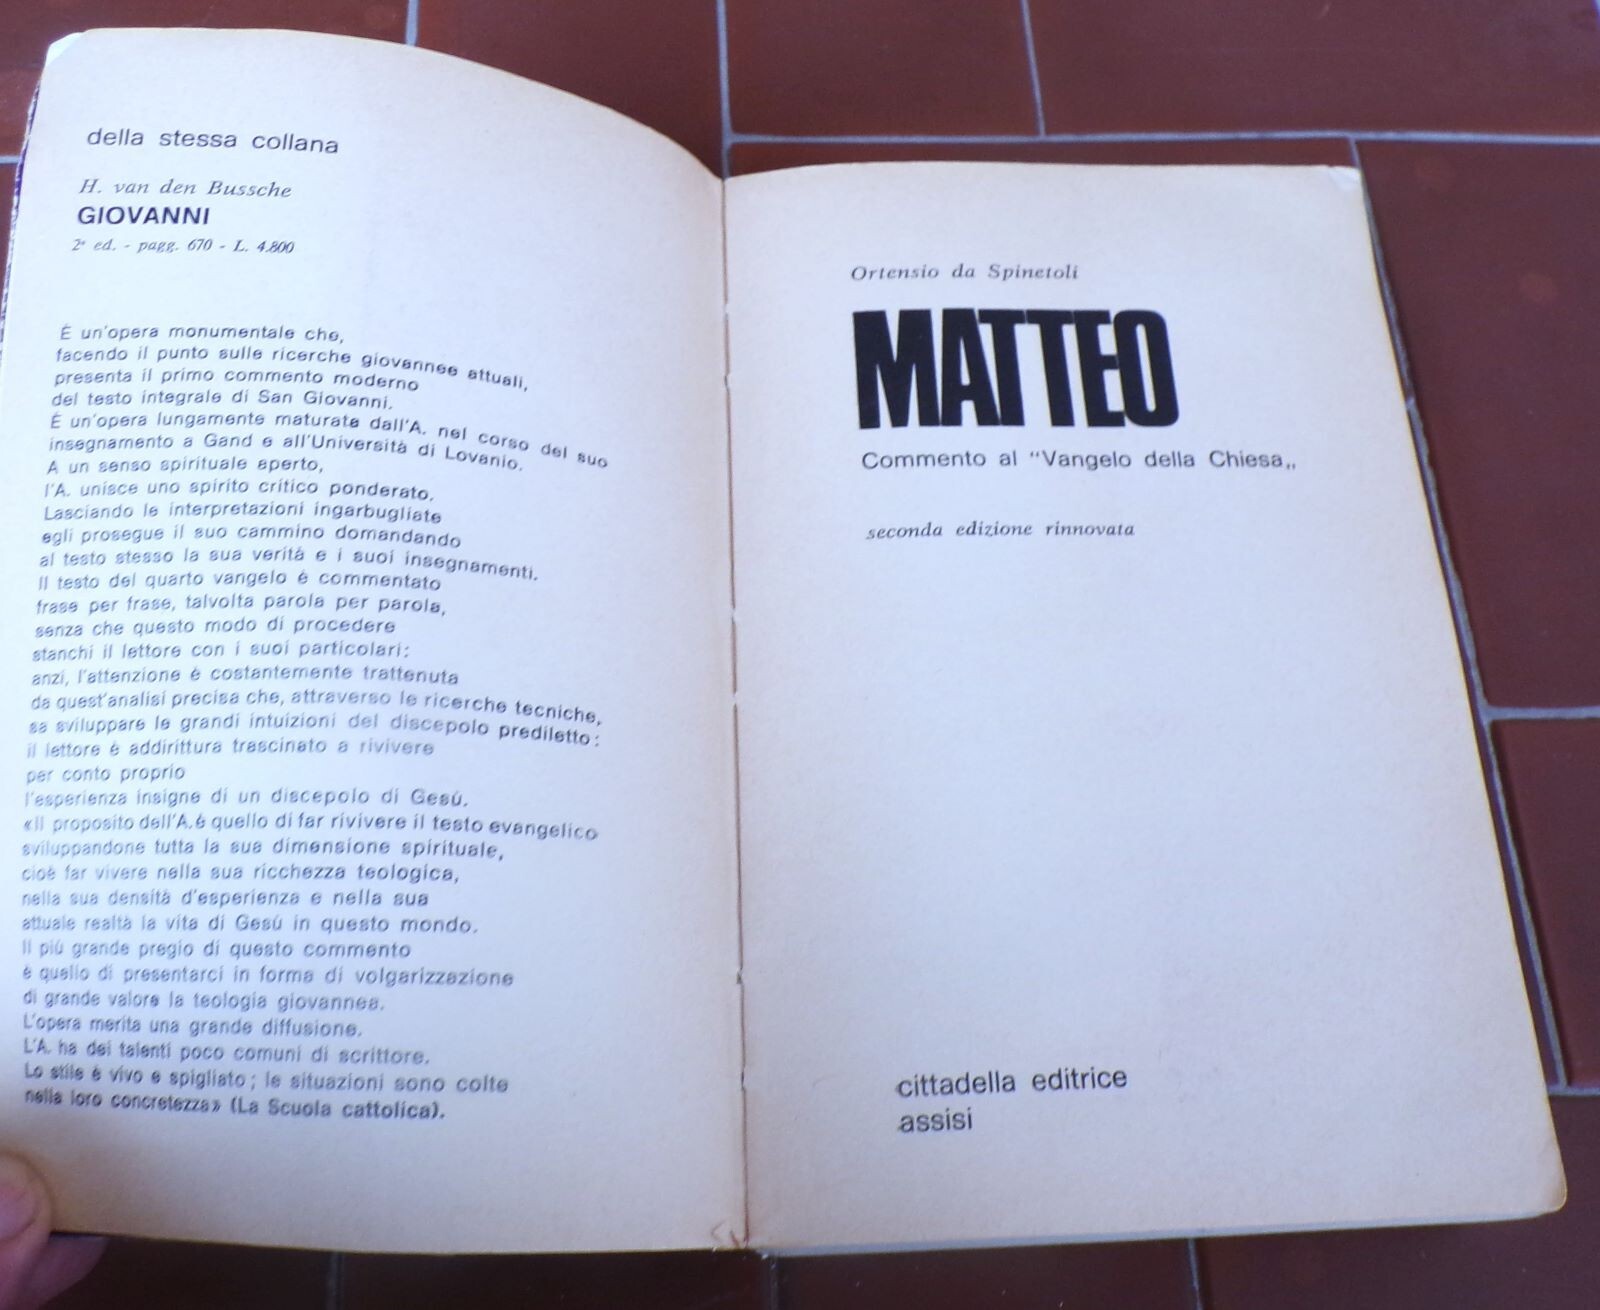 della stessa collana
H. van den Bussche
GIOVANNI
2ª ed. - pagg. 670 - L. 4.800
È un'opera monumentale che,
facendo il punto sulle ricerche giovannee attuali,
presenta il primo commento moderno
del testo integrale di San Giovanni.
È un'opera lungamente maturata dall'A. nel corso del suo
insegnamento a Gand e all'Università di Lovanio.
A un senso spirituale aperto,
l'A. unisce uno spirito critico ponderato.
Lasciando le interpretazioni ingarbugliate
egli prosegue il suo cammino domandando
al testo stesso la sua verità e i suoi insegnamenti.
Il testo del quarto vangelo è commentato
frase per frase, talvolta parola per parola,
senza che questo modo di procedere
stanchi il lettore con i suoi particolari:
anzi, l'attenzione è costantemente trattenuta
da quest'analisi precisa che, attraverso le ricerche tecniche,
sa sviluppare le grandi intuizioni del discepolo prediletto:
il lettore è addirittura trascinato a rivivere
per conto proprio
l'esperienza insigne di un discepolo di Gesù.
«Il proposito dell'A. è quello di far rivivere il testo evangelico
sviluppandone tutta la sua dimensione spirituale,
cioè far vivere nella sua ricchezza teologica,
nella sua densità d'esperienza e nella sua
attuale realtà la vita di Gesù in questo mondo.
Il più grande pregio di questo commento
è quello di presentarci in forma di volgarizzazione
di grande valore la teologia giovannea.
L'opera merita una grande diffusione.
L'A. ha dei talenti poco comuni di scrittore.
Lo stile è vivo e spigliato; le situazioni sono colte
nella loro concretezza» (La Scuola cattolica).
Ortensio da Spinetoli
MATTEO
Commento al "Vangelo della Chiesa„
seconda edizione rinnovata
cittadella editrice
assisi